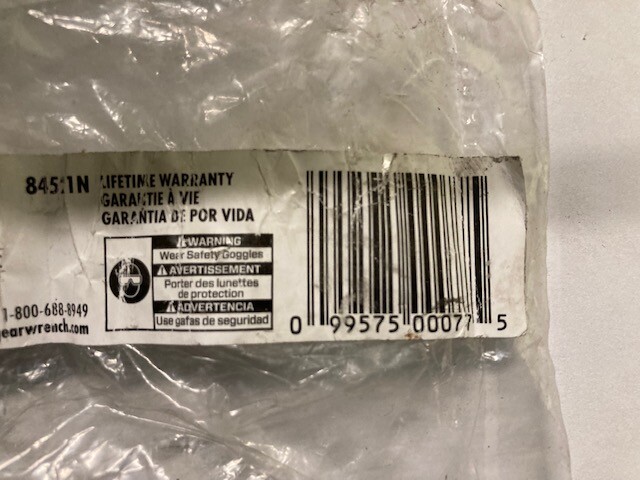 LIFETIME WARRANTY
GARANTIE À VIE
GARANTIA DE POR VIDA
WARNING
Wear Safety Goggles
AVERTISSEMENT
Porter des lunettes
de protection
ADVERTENCIA
Use gafas de seguridad
1-800-688-8949
earwrench.com
0 99575 00077 5